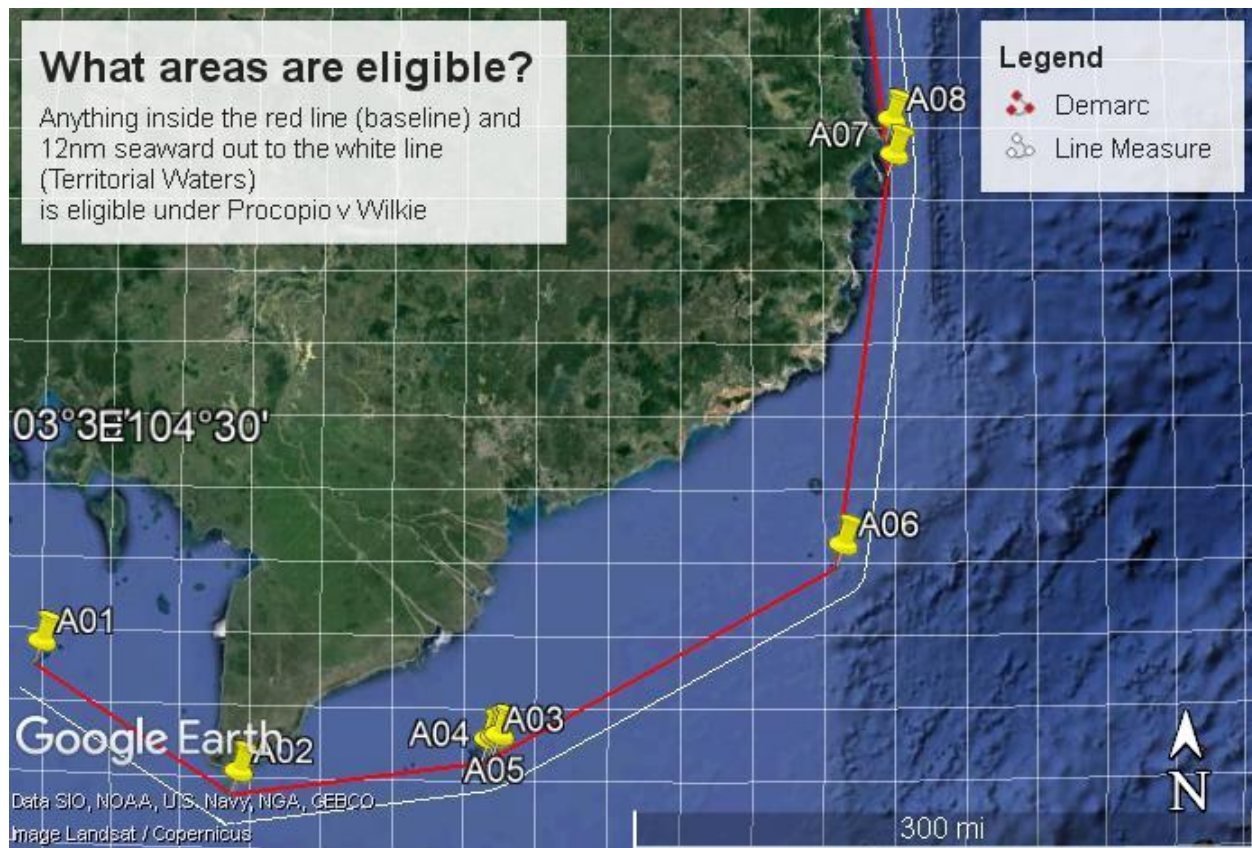 What areas are eligible?
Anything inside the red line (baseline) and
12nm seaward out to the white line
(Territorial Waters)
is eligible under Procopio v Wilkie
Legend
Demarc
Line Measure
A08
A07
03°3 E104°30'
A06
A01
A03
A04
A02
A05
Google Earth
Data SIO, NOAA, U.S. Navy, NGA, GEBCO
Image Landsat / Copernicus
300 mi
N